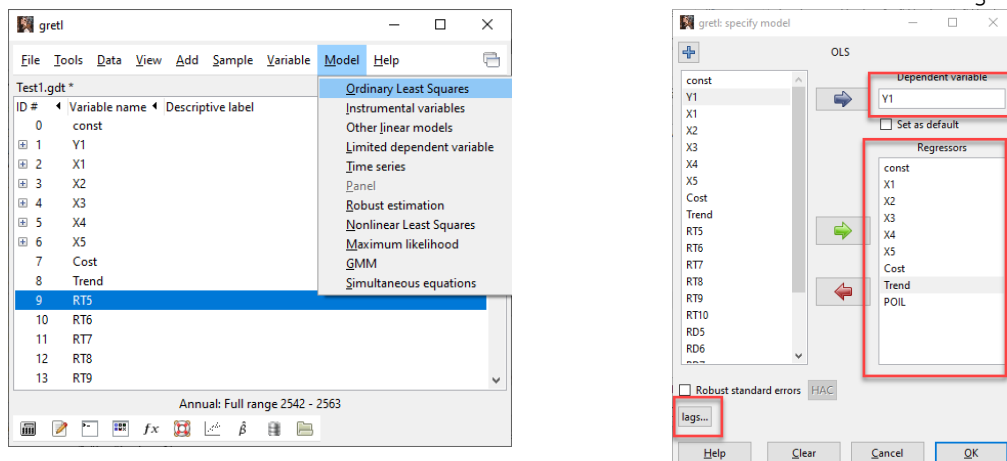 gretl
File Tools Data View Add Sample Variable Model Help
Test1.gdt *
ID # Variable name Descriptive label
0 const
1 Y1
2 X1
3 X2
4 X3
5 X4
6 X5
7 Cost
8 Trend
9 RT5
10 RT6
11 RT7
12 RT8
13 RT9
Ordinary Least Squares
Instrumental variables
Other linear models
Limited dependent variable
Time series
Panel
Robust estimation
Nonlinear Least Squares
Maximum likelihood
GMM
Simultaneous equations
Annual: Full range 2542 - 2563
fx
β̂
gretl: specify model
OLS
const
Y1
X1
X2
X3
X4
X5
Cost
Trend
RT5
RT6
RT7
RT8
RT9
RT10
RD5
RD6
Dependent variable
Y1
Set as default
Regressors
const
X1
X2
X3
X4
X5
Cost
Trend
POIL
Robust standard errors HAC
lags...
Help Clear Cancel OK